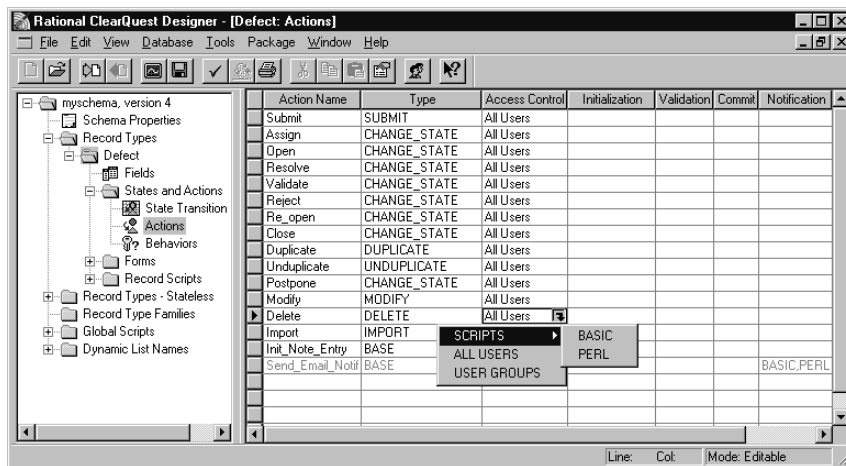 Rational ClearQuest Designer - [Defect: Actions]
File Edit View Database Tools Package Window Help
myschema, version 4
Schema Properties
Record Types
Defect
Fields
States and Actions
State Transition
Actions
Behaviors
Forms
Record Scripts
Record Types - Stateless
Record Type Families
Global Scripts
Dynamic List Names
Action Name Type Access Control Initialization Validation Commit Notification
Submit SUBMIT All Users
Assign CHANGE_STATE All Users
Open CHANGE_STATE All Users
Resolve CHANGE_STATE All Users
Validate CHANGE_STATE All Users
Reject CHANGE_STATE All Users
Re_open CHANGE_STATE All Users
Close CHANGE_STATE All Users
Duplicate DUPLICATE All Users
Unduplicate UNDUPLICATE All Users
Postpone CHANGE_STATE All Users
Modify MODIFY All Users
Delete DELETE All Users
Import IMPORT
Init_Note_Entry BASE
Send_Email_Notif BASE BASIC,PERL
SCRIPTS
ALL USERS
USER GROUPS
BASIC
PERL
Line: Col: Mode: Editable